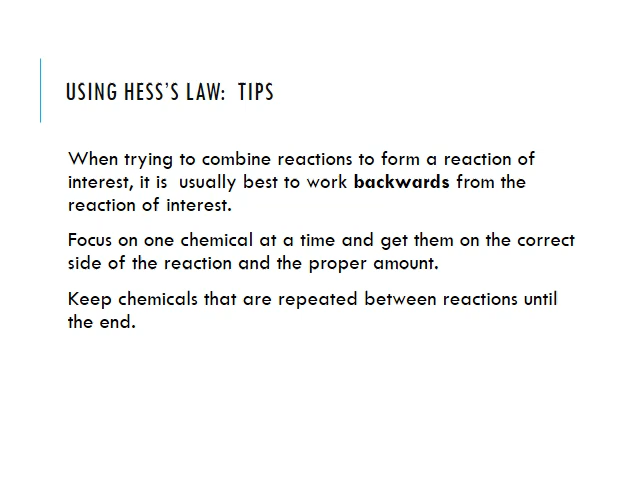 USING HESS'S LAW:  TIPS
When trying to combine reactions to form a reaction of
interest, it is  usually best to work backwards from the
reaction of interest.
Focus on one chemical at a time and get them on the correct
side of the reaction and the proper amount.
Keep chemicals that are repeated between reactions until
the end.